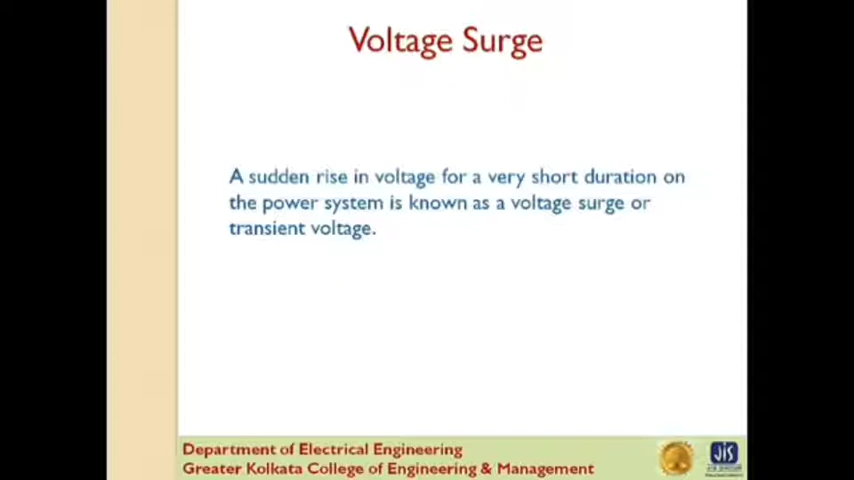 Voltage Surge
A sudden rise in voltage for a very short duration on
the power system is known as a voltage surge or
transient voltage.
Department of Electrical Engineering
Greater Kolkata College of Engineering & Management
JIS